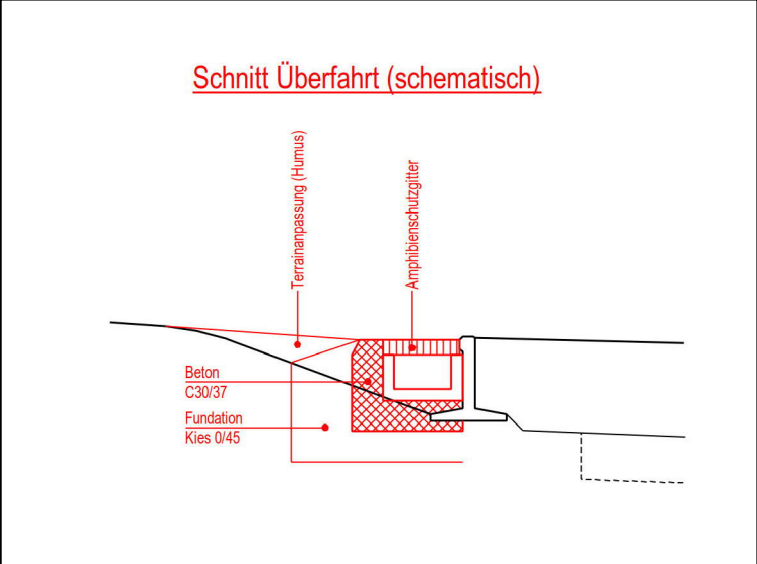 Schnitt Überfahrt (schematisch)
Terrainanpassung (Humus)
Amphibienschutzgitter
Beton
C30/37
Fundation
Kies 0/45